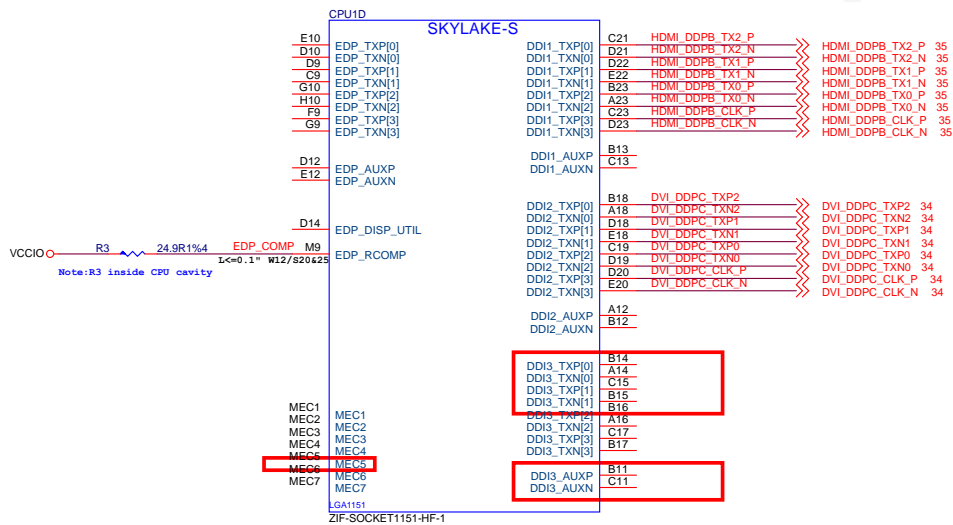 CPU1D
SKYLAKE-S
E10 EDP_TXP[0] DDI1_TXP[0] C21 HDMI_DDPB_TX2_P HDMI_DDPB_TX2_P 35
D10 EDP_TXN[0] DDI1_TXN[0] D21 HDMI_DDPB_TX2_N HDMI_DDPB_TX2_N 35
D9 EDP_TXP[1] DDI1_TXP[1] D22 HDMI_DDPB_TX1_P HDMI_DDPB_TX1_P 35
C9 EDP_TXN[1] DDI1_TXN[1] E22 HDMI_DDPB_TX1_N HDMI_DDPB_TX1_N 35
G10 EDP_TXP[2] DDI1_TXP[2] B23 HDMI_DDPB_TX0_P HDMI_DDPB_TX0_P 35
H10 EDP_TXN[2] DDI1_TXN[2] A23 HDMI_DDPB_TX0_N HDMI_DDPB_TX0_N 35
F9 EDP_TXP[3] DDI1_TXP[3] C23 HDMI_DDPB_CLK_P HDMI_DDPB_CLK_P 35
G9 EDP_TXN[3] DDI1_TXN[3] D23 HDMI_DDPB_CLK_N HDMI_DDPB_CLK_N 35
DDI1_AUXP B13
D12 EDP_AUXP DDI1_AUXN C13
E12 EDP_AUXN
DDI2_TXP[0] B18 DVI_DDPC_TXP2 DVI_DDPC_TXP2 34
DDI2_TXN[0] A18 DVI_DDPC_TXN2 DVI_DDPC_TXN2 34
D14 EDP_DISP_UTIL DDI2_TXP[1] D18 DVI_DDPC_TXP1 DVI_DDPC_TXP1 34
DDI2_TXN[1] E18 DVI_DDPC_TXN1 DVI_DDPC_TXN1 34
VCCIO R3 24.9R1%4 EDP_COMP M9 EDP_RCOMP DDI2_TXP[2] C19 DVI_DDPC_TXP0 DVI_DDPC_TXP0 34
L<=0.1" W12/S20&25 DDI2_TXN[2] D19 DVI_DDPC_TXN0 DVI_DDPC_TXN0 34
Note:R3 inside CPU cavity DDI2_TXP[3] D20 DVI_DDPC_CLK_P DVI_DDPC_CLK_P 34
DDI2_TXN[3] E20 DVI_DDPC_CLK_N DVI_DDPC_CLK_N 34
DDI2_AUXP A12
DDI2_AUXN B12
DDI3_TXP[0] B14
DDI3_TXN[0] A14
DDI3_TXP[1] C15
DDI3_TXN[1] B15
MEC1 MEC1 DDI3_TXP[2] B16
MEC2 MEC2 DDI3_TXN[2] A16
MEC3 MEC3 DDI3_TXP[3] C17
MEC4 MEC4 DDI3_TXN[3] B17
MEC5 MEC5
MEC6 MEC6 DDI3_AUXP B11
MEC7 MEC7 DDI3_AUXN C11
LGA1151
ZIF-SOCKET1151-HF-1